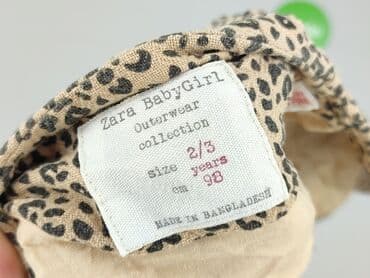 Zara BabyGirl
Outerwear
collection
size 2/3
years
cm 98
MADE IN BANGLADESH